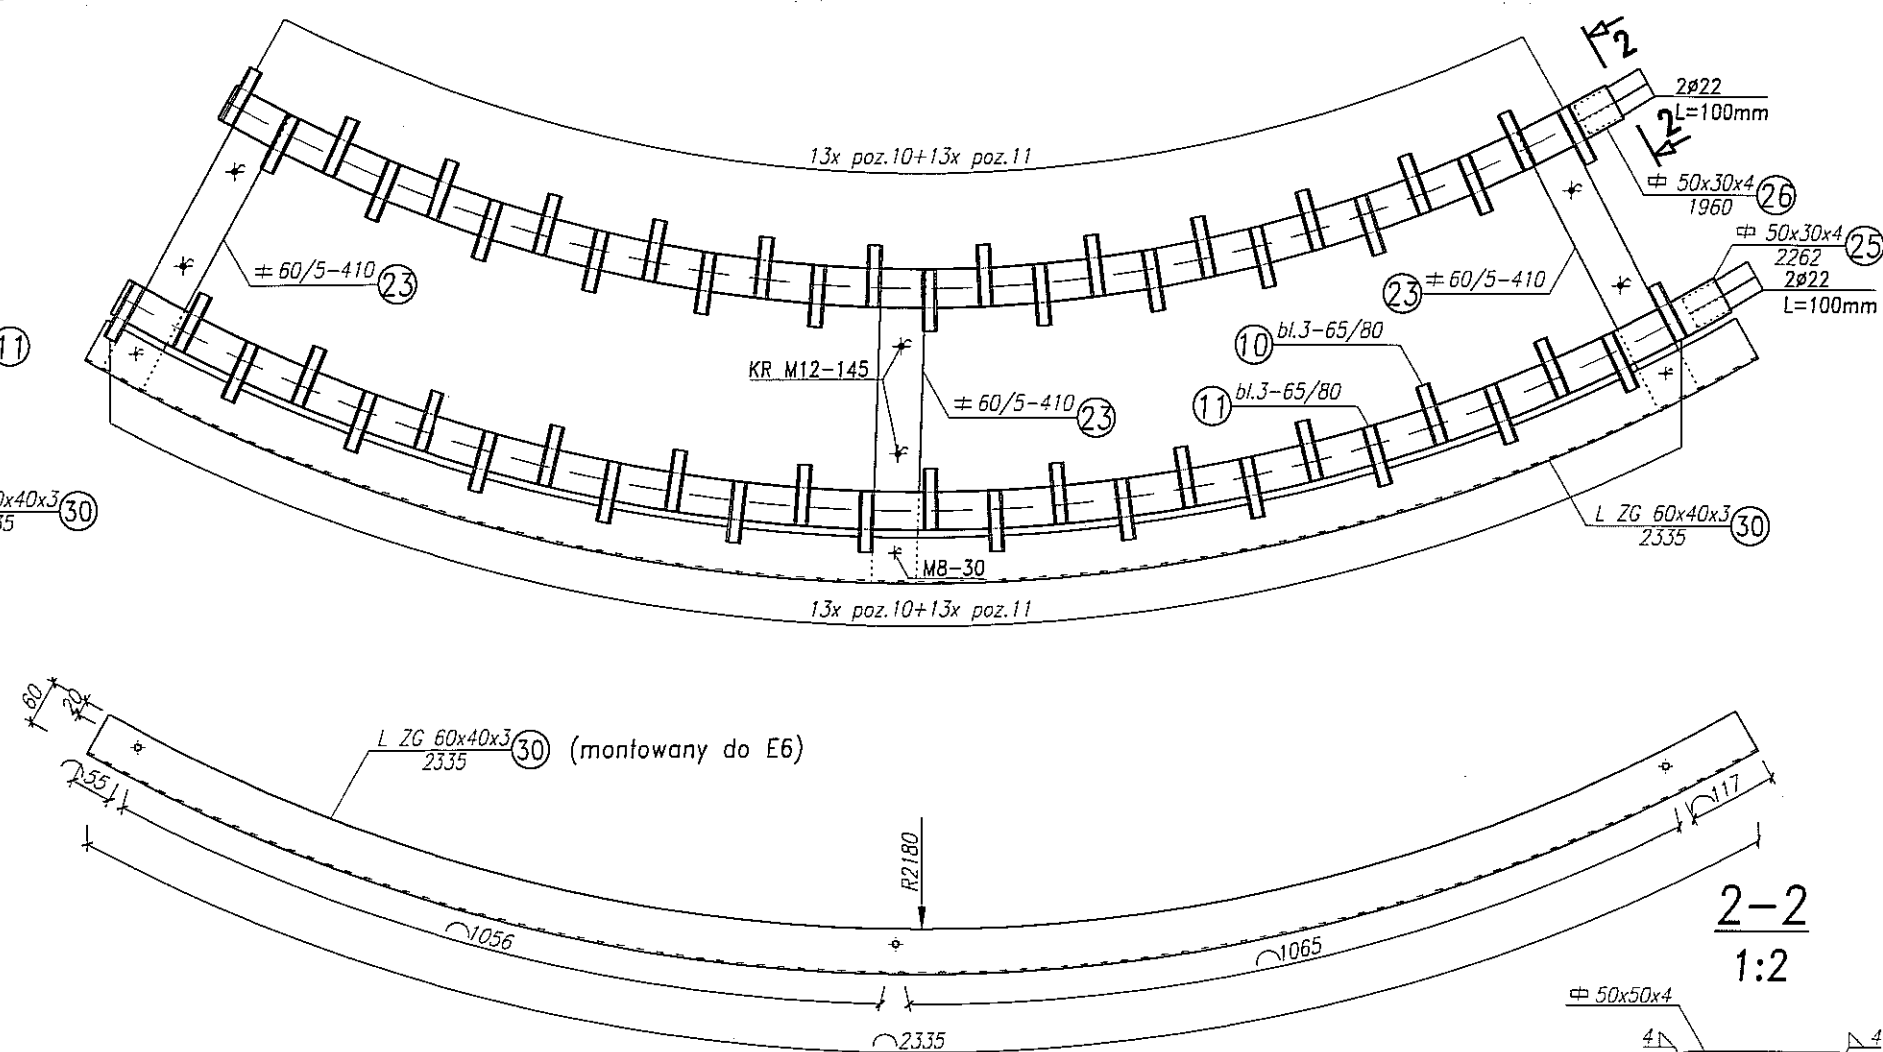 2
2ø22
L=100mm
2
13x poz.10+13x poz.11
50x30x4 26
1960
50x30x4 25
2262
2ø22
L=100mm
60/5-410 23
23 60/5-410
11
10 bl.3-65/80
KR M12-145
60/5-410 23
11 bl.3-65/80
x40x3 30
35
L ZG 60x40x3 30
2335
M8-30
13x poz.10+13x poz.11
60
20
L ZG 60x40x3 30 (montowany do E6)
2335
55
117
R2180
1056
1065
2-2
1:2
2335
50x50x4
4
4